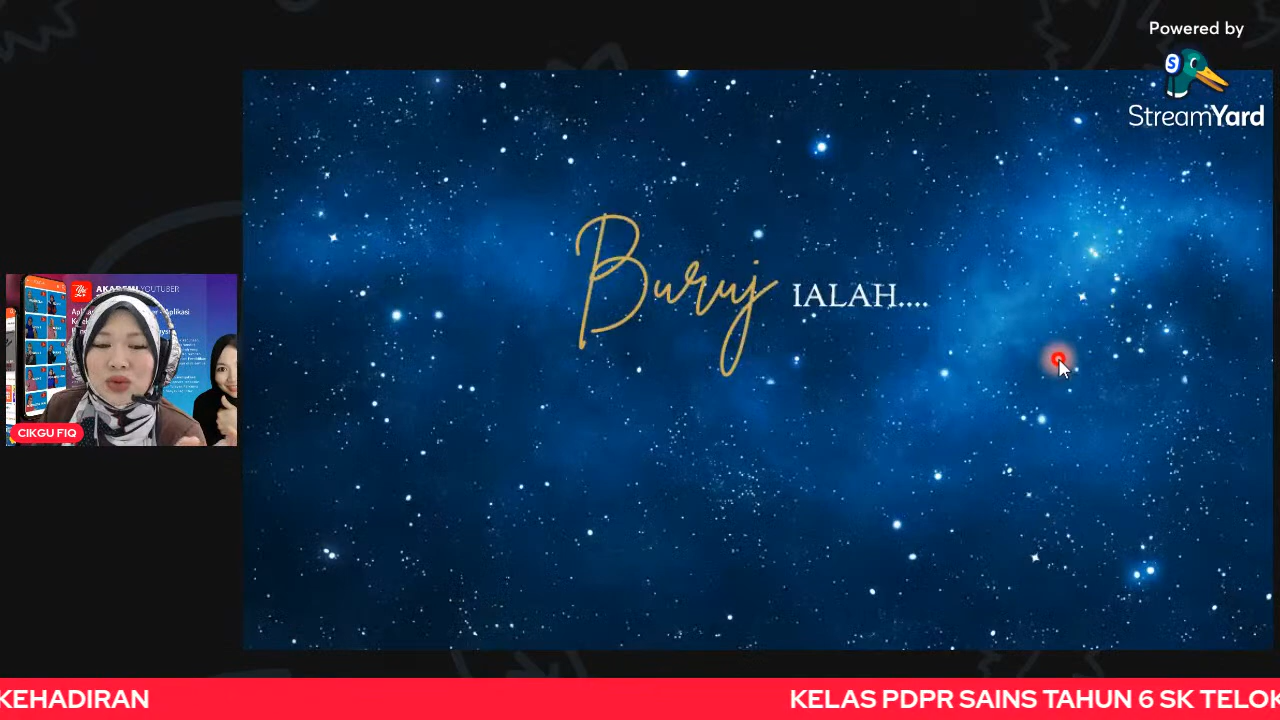 Powered by
StreamYard
Buruj IALAH....
AKADEMI YOUTUBER
CIKGU FIQ
KEHADIRAN
KELAS PDPR SAINS TAHUN 6 SK TELOK